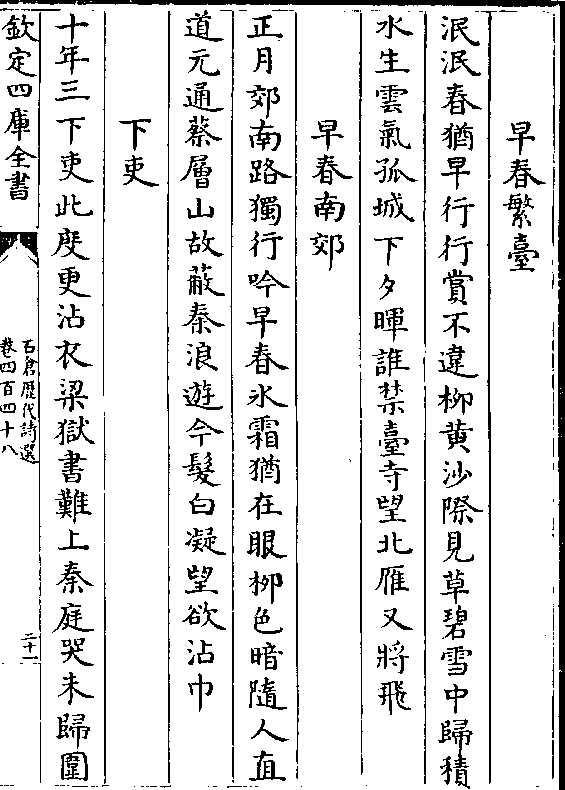 早春繁臺
泯泯春猶早行行賞不違栁黄沙際見草碧雪中歸積
水生雲氣孤城下夕暉誰禁臺寺望北雁又將飛
早春南郊
正月郊南路獨行吟早春氷霜猶在眼栁色暗隨人直
道元通蔡層山故蔽秦浪遊今髮白凝望欲沾巾
下吏
十年三下吏此度更沾衣梁獄書難上秦庭哭未歸圍
欽定四庫全書
石倉歴代詩選
卷四百四十八
二十一